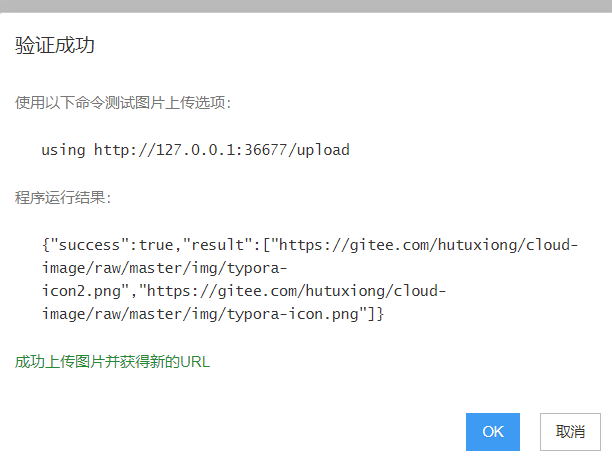 验证成功
使用以下命令测试图片上传选项：
using http://127.0.0.1:36677/upload
程序运行结果：
{"success":true,"result":["https://gitee.com/hutuxiong/cloud-
image/raw/master/img/typora-
icon2.png","https://gitee.com/hutuxiong/cloud-
image/raw/master/img/typora-icon.png"]}
成功上传图片并获得新的URL
OK 取消